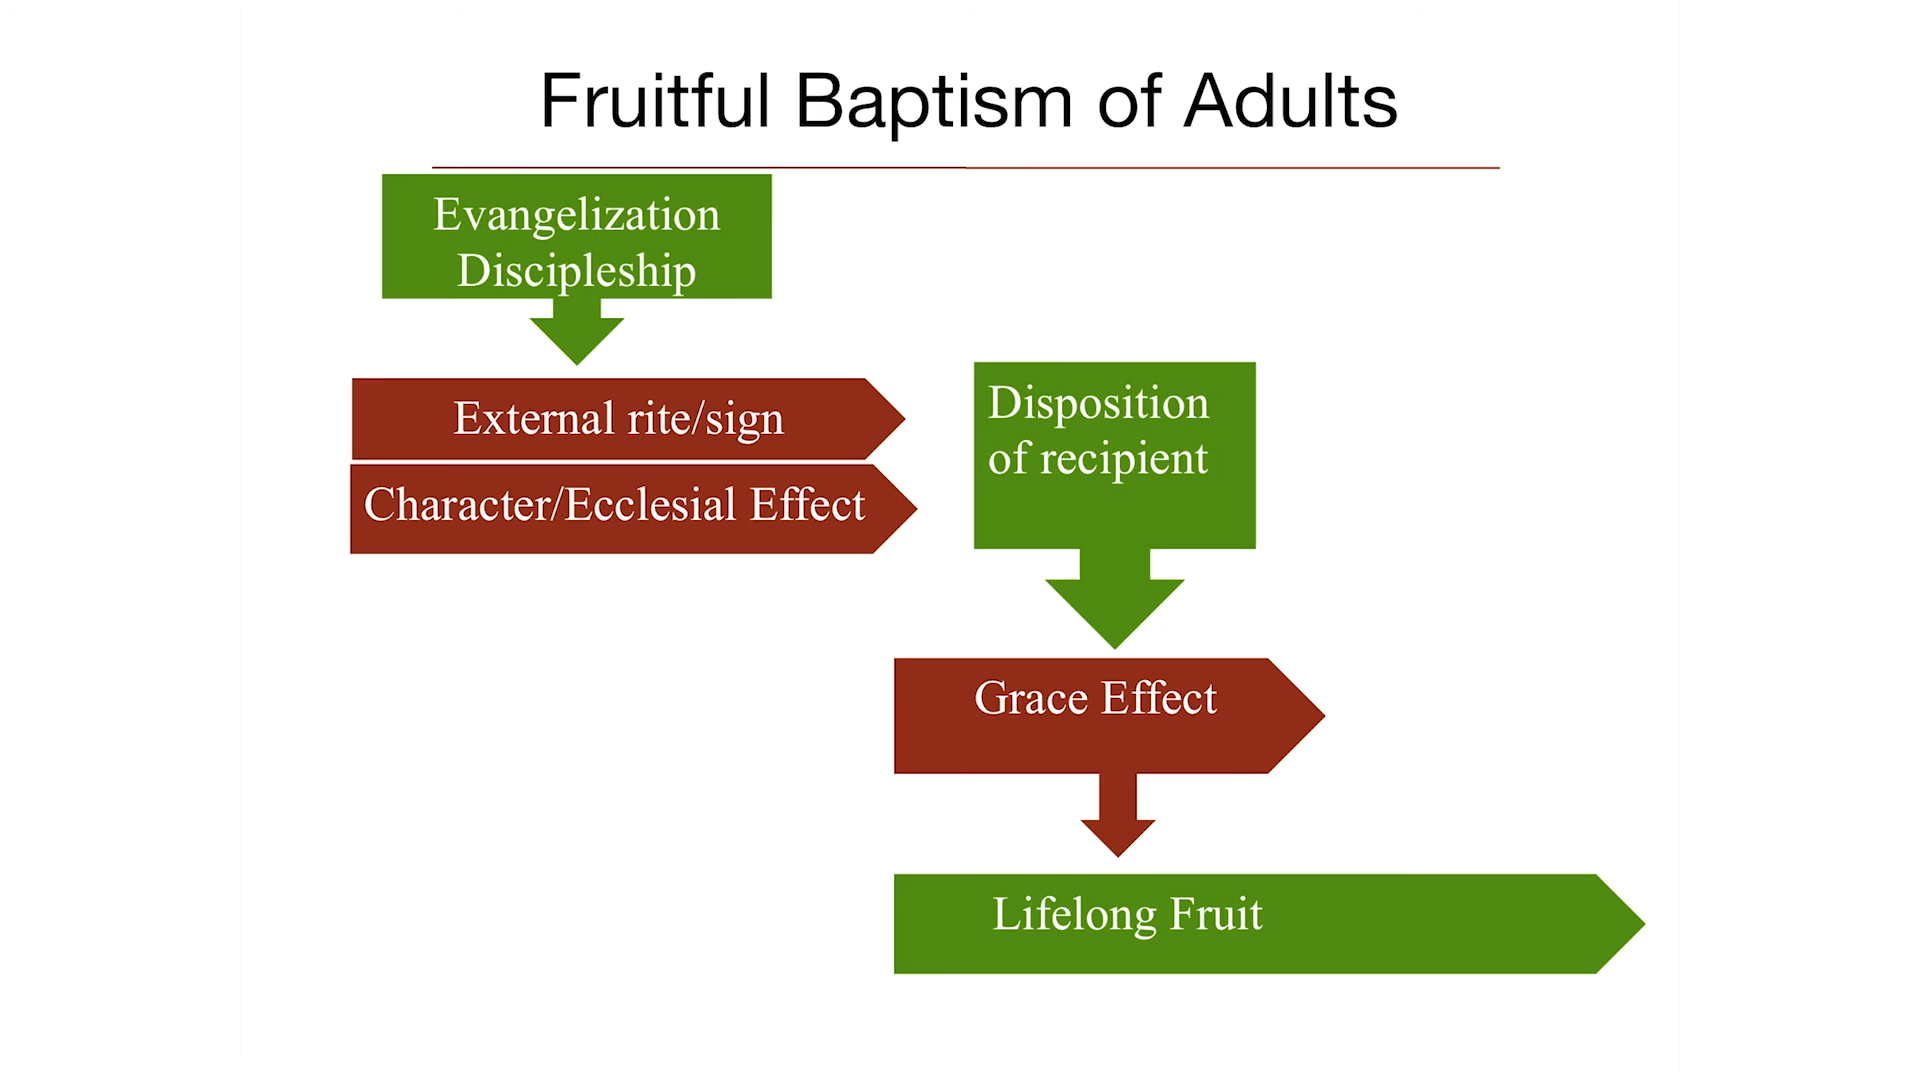 Fruitful Baptism of Adults
Evangelization
Discipleship
External rite/sign
Character/Ecclesial Effect
Disposition
of recipient
Grace Effect
Lifelong Fruit